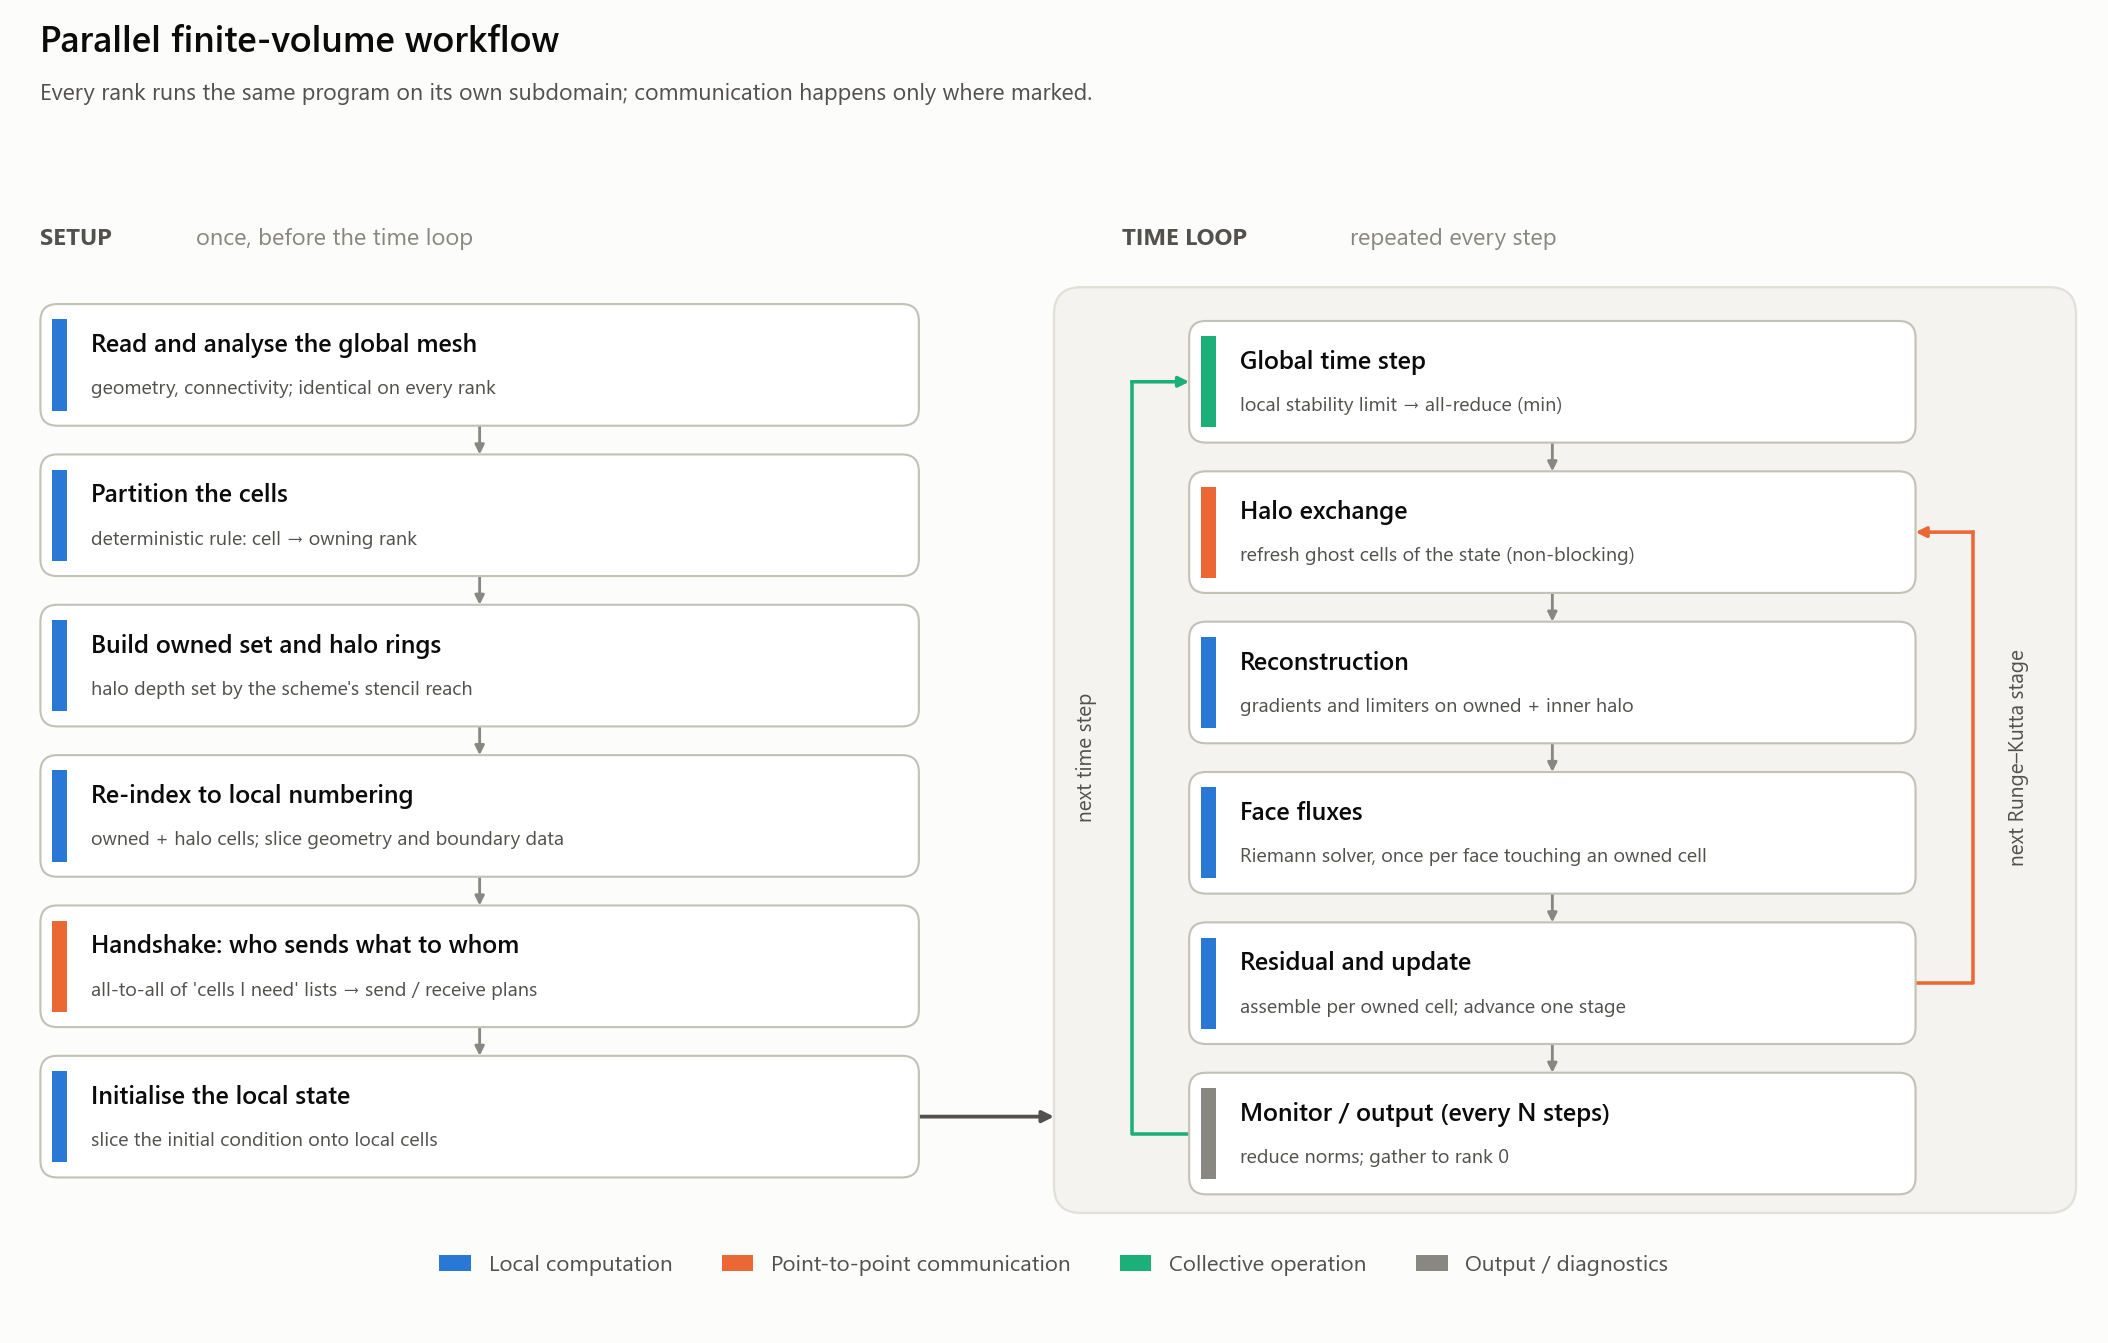 Parallel finite-volume workflow
Every rank runs the same program on its own subdomain; communication happens only where marked.
SETUP once, before the time loop
Read and analyse the global mesh
geometry, connectivity; identical on every rank
Partition the cells
deterministic rule: cell → owning rank
Build owned set and halo rings
halo depth set by the scheme's stencil reach
Re-index to local numbering
owned + halo cells; slice geometry and boundary data
Handshake: who sends what to whom
all-to-all of 'cells I need' lists → send / receive plans
Initialise the local state
slice the initial condition onto local cells
TIME LOOP repeated every step
Global time step
local stability limit → all-reduce (min)
Halo exchange
refresh ghost cells of the state (non-blocking)
Reconstruction
gradients and limiters on owned + inner halo
Face fluxes
Riemann solver, once per face touching an owned cell
Residual and update
assemble per owned cell; advance one stage
Monitor / output (every N steps)
reduce norms; gather to rank 0
next time step
next Runge–Kutta stage
Local computation
Point-to-point communication
Collective operation
Output / diagnostics